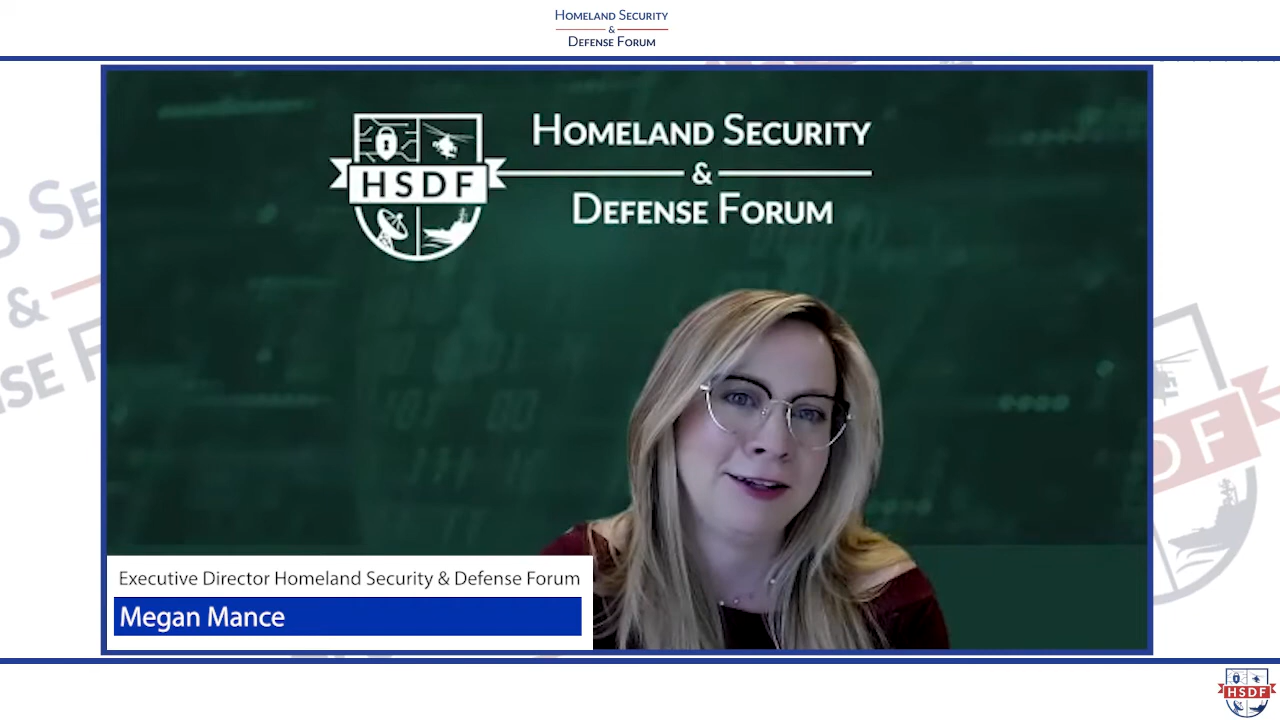 Homeland Security
&
Defense Forum
HSDF
Homeland Security
&
Defense Forum
Executive Director Homeland Security & Defense Forum
Megan Mance
HSDF